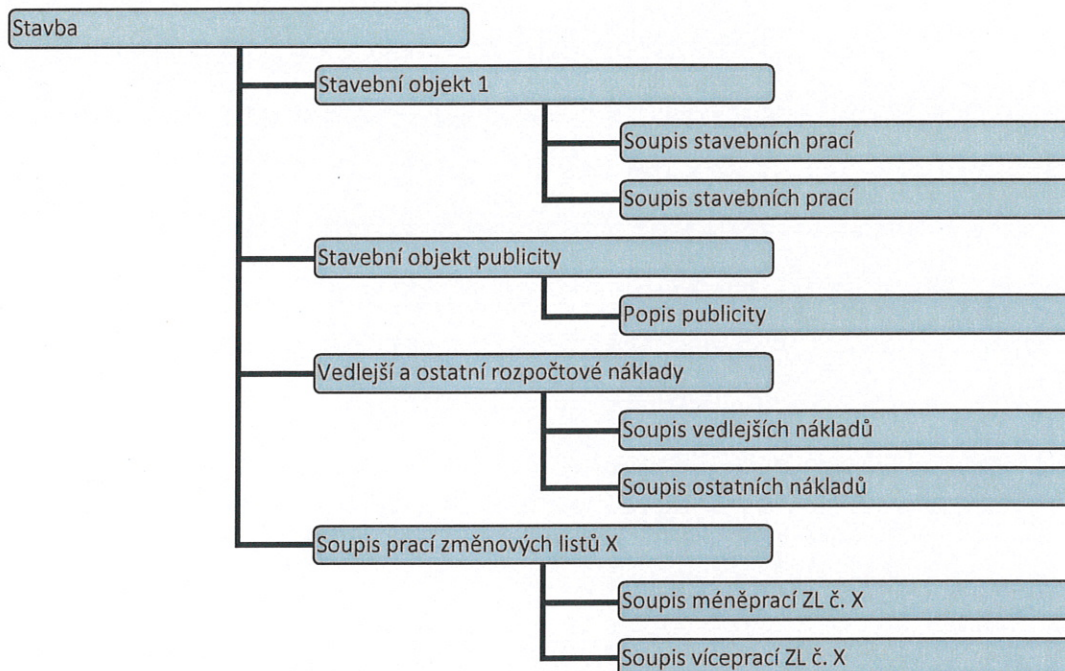 Stavba
Stavební objekt 1
Soupis stavebních prací
Soupis stavebních prací
Stavební objekt publicity
Popis publicity
Vedlejší a ostatní rozpočtové náklady
Soupis vedlejších nákladů
Soupis ostatních nákladů
Soupis prací změnových listů X
Soupis méněprací ZL č. X
Soupis víceprací ZL č. X